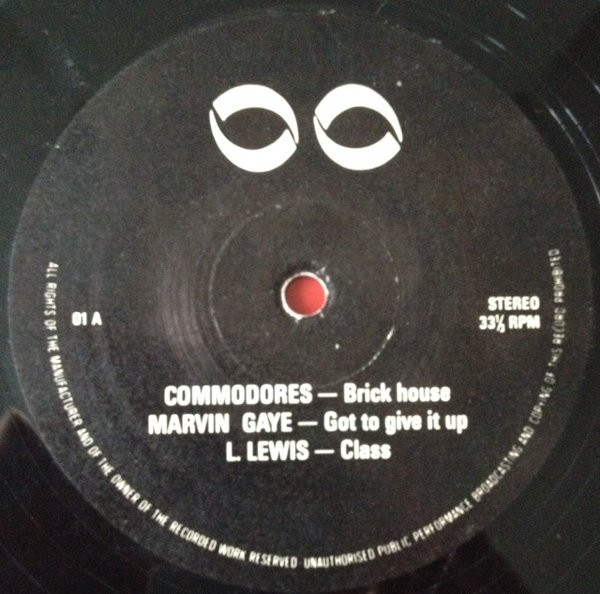 01 A
STEREO
33⅓ RPM
COMMODORES — Brick house
MARVIN GAYE — Got to give it up
L. LEWIS — Class
ALL RIGHTS OF THE MANUFACTURER AND OF THE OWNER OF THE RECORDED WORK RESERVED · UNAUTHORISED PUBLIC PERFORMANCE BROADCASTING AND COPYING OF THIS RECORD PROHIBITED